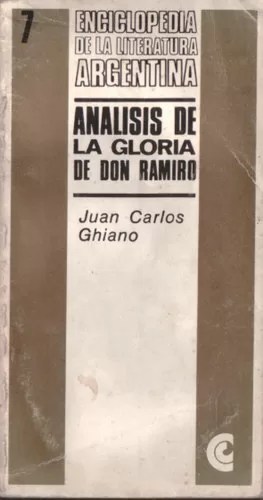 7
ENCICLOPEDIA
DE LA LITERATURA
ARGENTINA
ANALISIS DE
LA GLORIA
DE DON RAMIRO
Juan Carlos
Ghiano